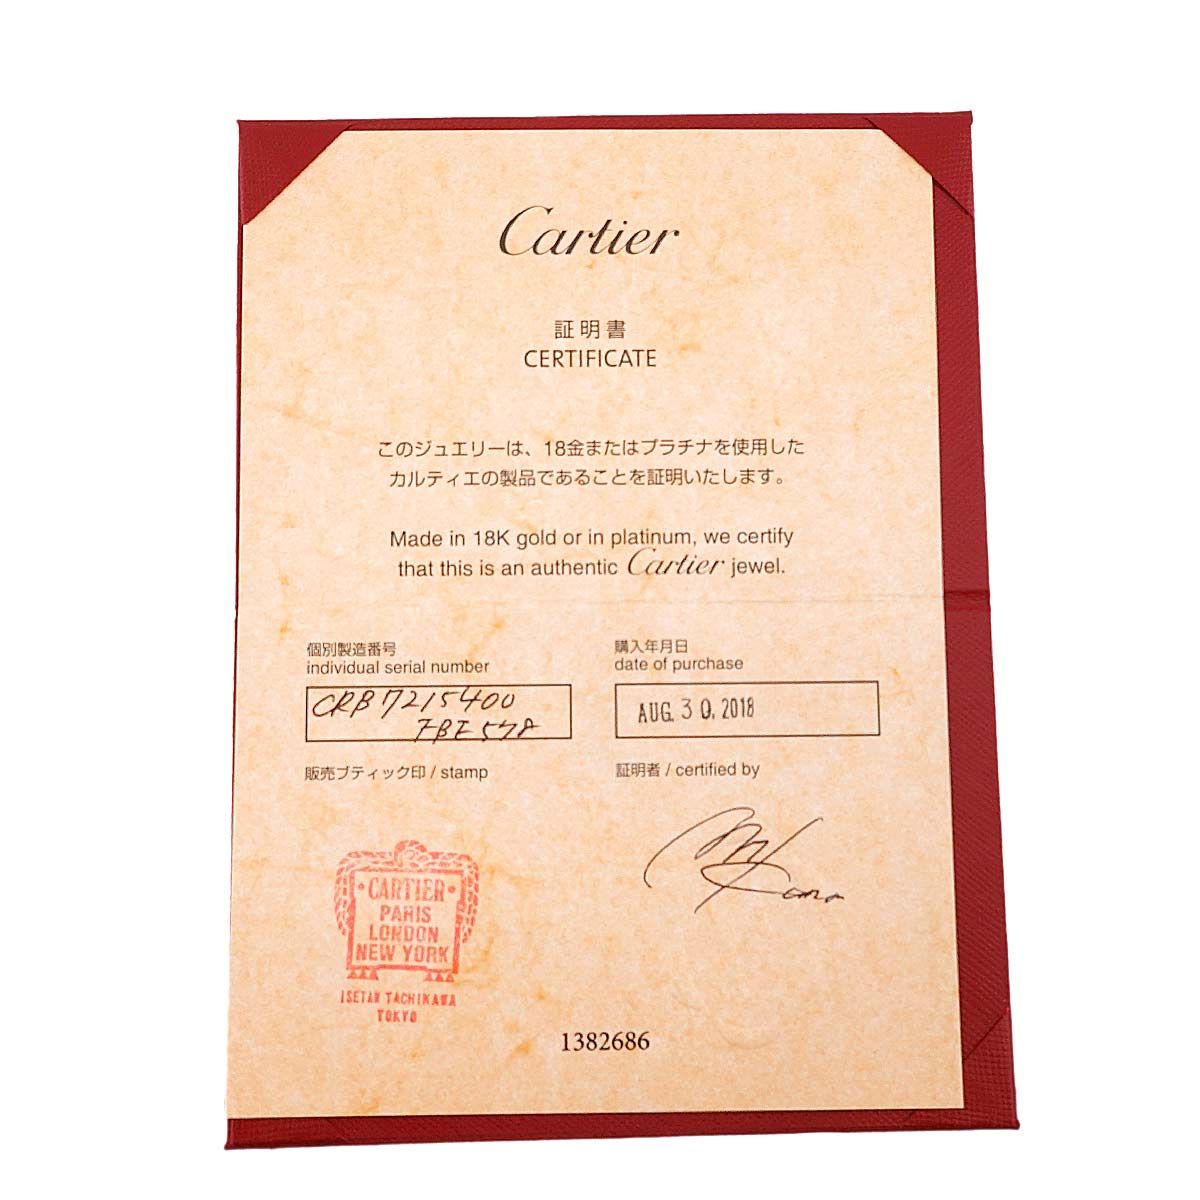 Cartier
証明書
CERTIFICATE
このジュエリーは、18金またはプラチナを使用した
カルティエの製品であることを証明いたします。
Made in 18K gold or in platinum, we certify
that this is an authentic Cartier jewel.
個別製造番号
individual serial number
CRB7215400
購入年月日
date of purchase
AUG. 30. 2018
販売ブティック印 / stamp
証明者 / certified by
CARTIER
PARIS
LONDON
NEW YORK
ISETAN TACHIKAWA
TOKYO
1382686